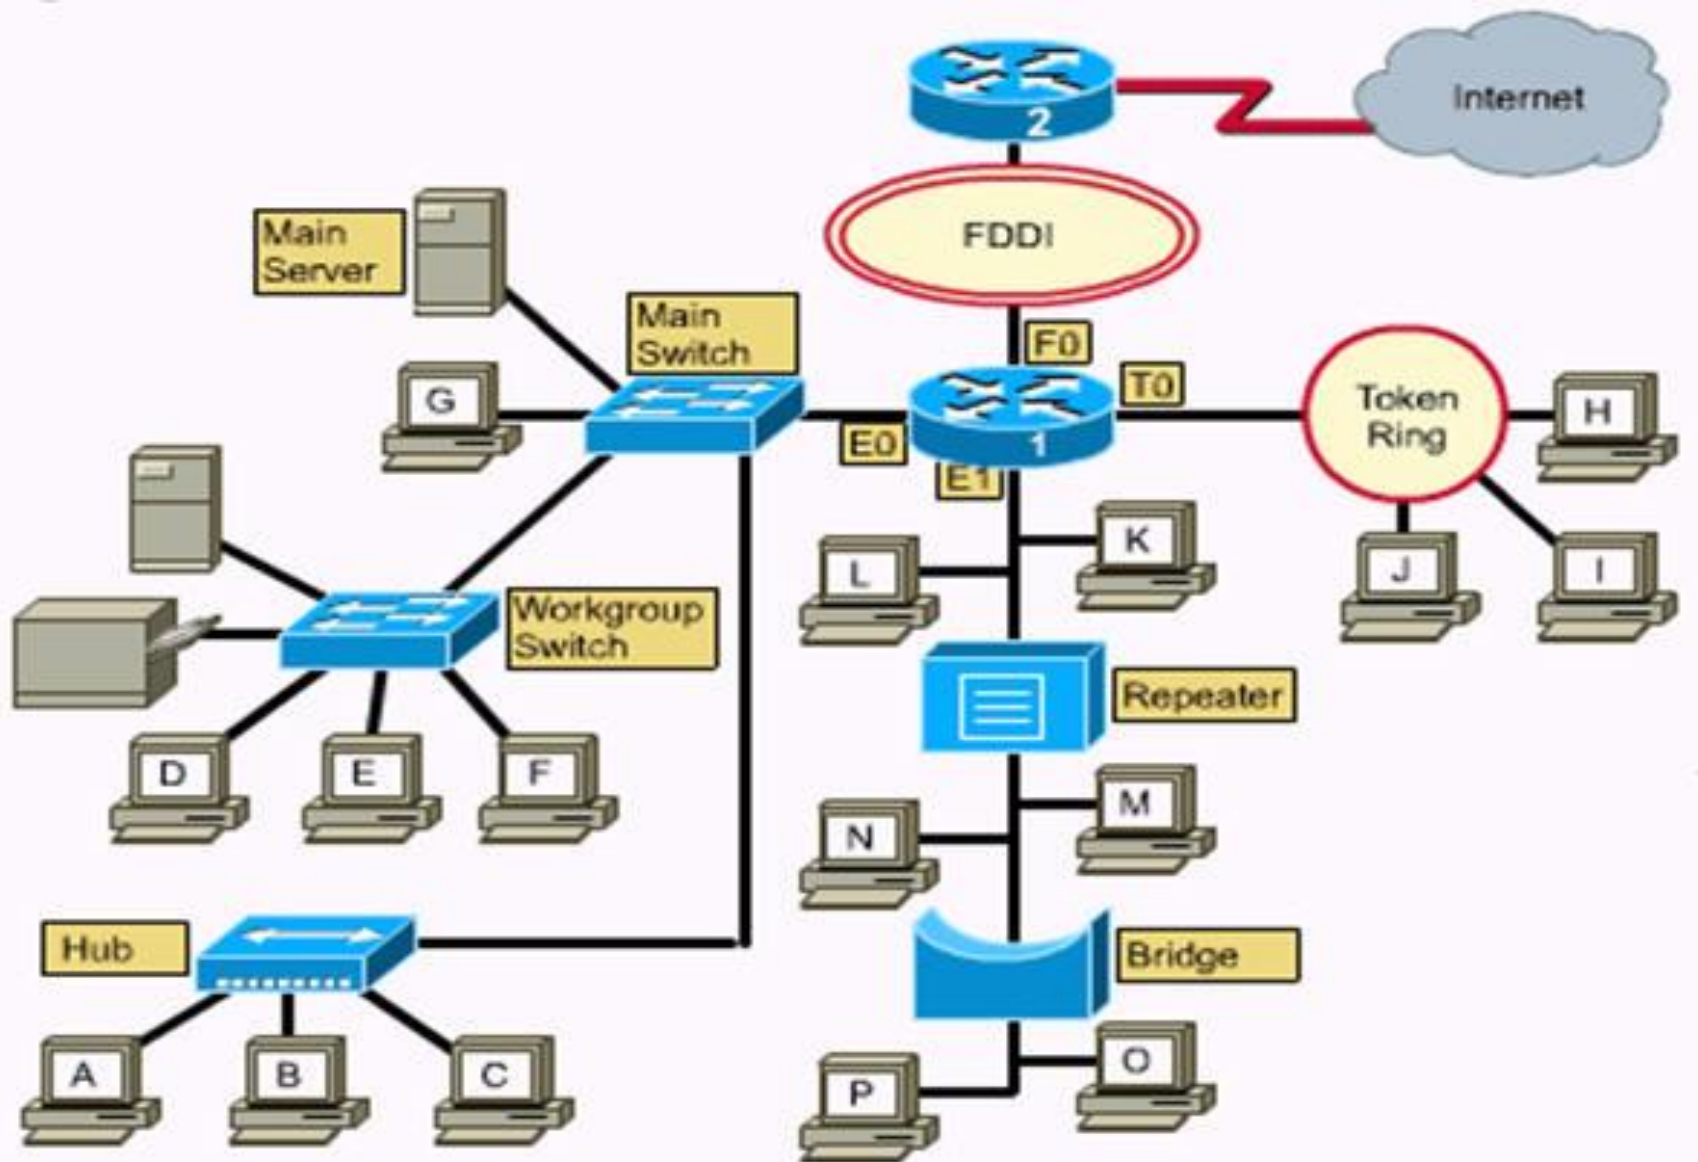 2
Internet
FDDI
Main
Server
Main
Switch
F0
T0
G
E0
1
E1
Token
Ring
H
L
K
J
I
Workgroup
Switch
Repeater
D
E
F
N
M
Hub
Bridge
A
B
C
P
O